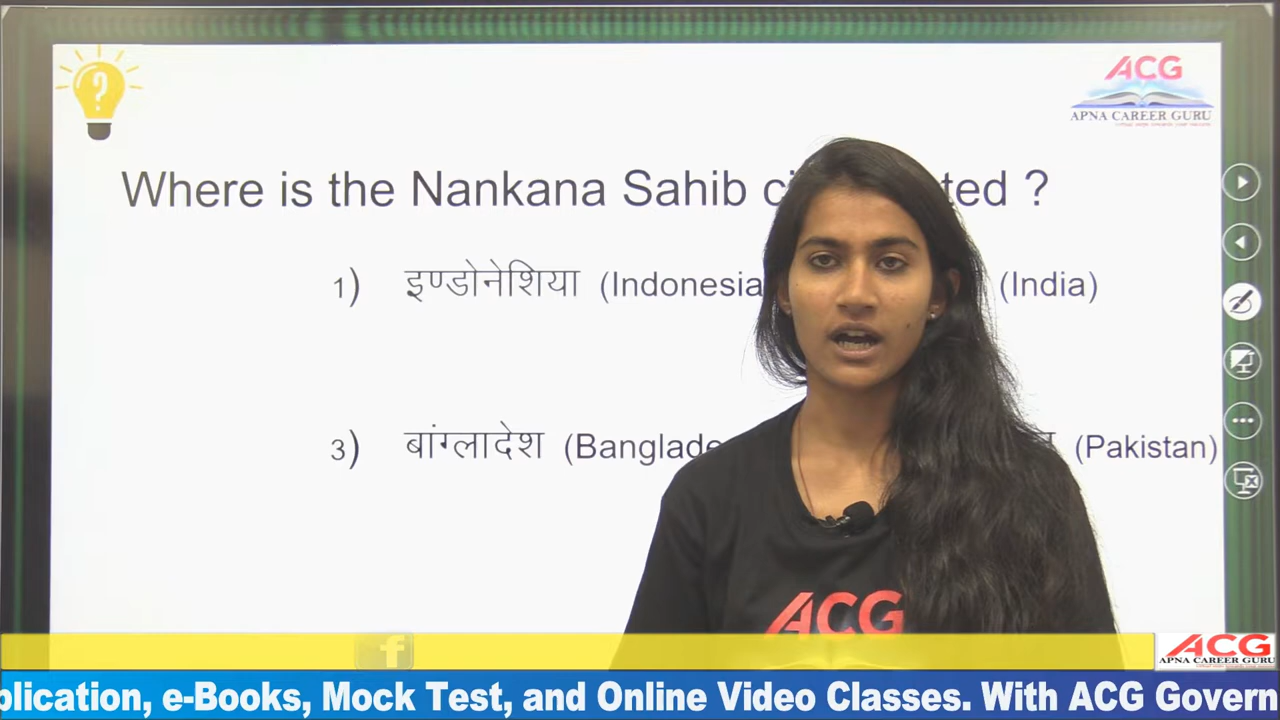 ACG
APNA CAREER GURU
Where is the Nankana Sahib ci ted ?
1) इण्डोनेशिया (Indonesia (India)
3) बांग्लादेश (Banglade (Pakistan)
ACG
f
ACG
APNA CAREER GURU
plication, e-Books, Mock Test, and Online Video Classes. With ACG Govern